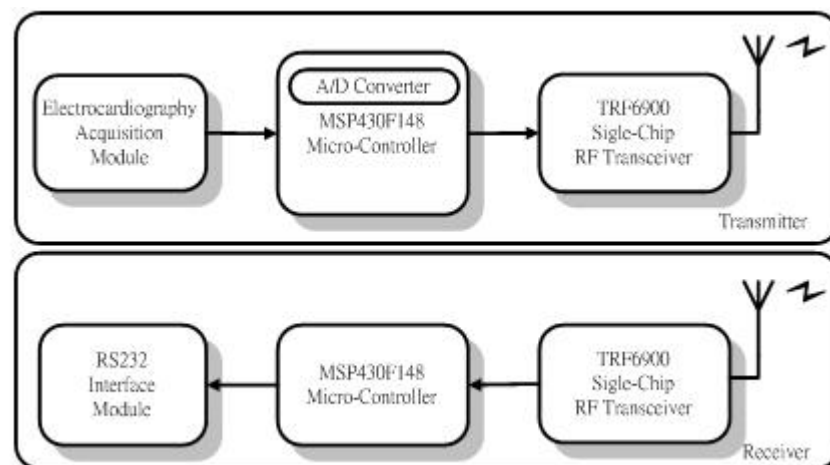 Electrocardiography
Acquisition
Module
A/D Converter
MSP430F148
Micro-Controller
TRF6900
Sigle-Chip
RF Transceiver
Transmitter
RS232
Interface
Module
MSP430F148
Micro-Controller
TRF6900
Sigle-Chip
RF Transceiver
Receiver